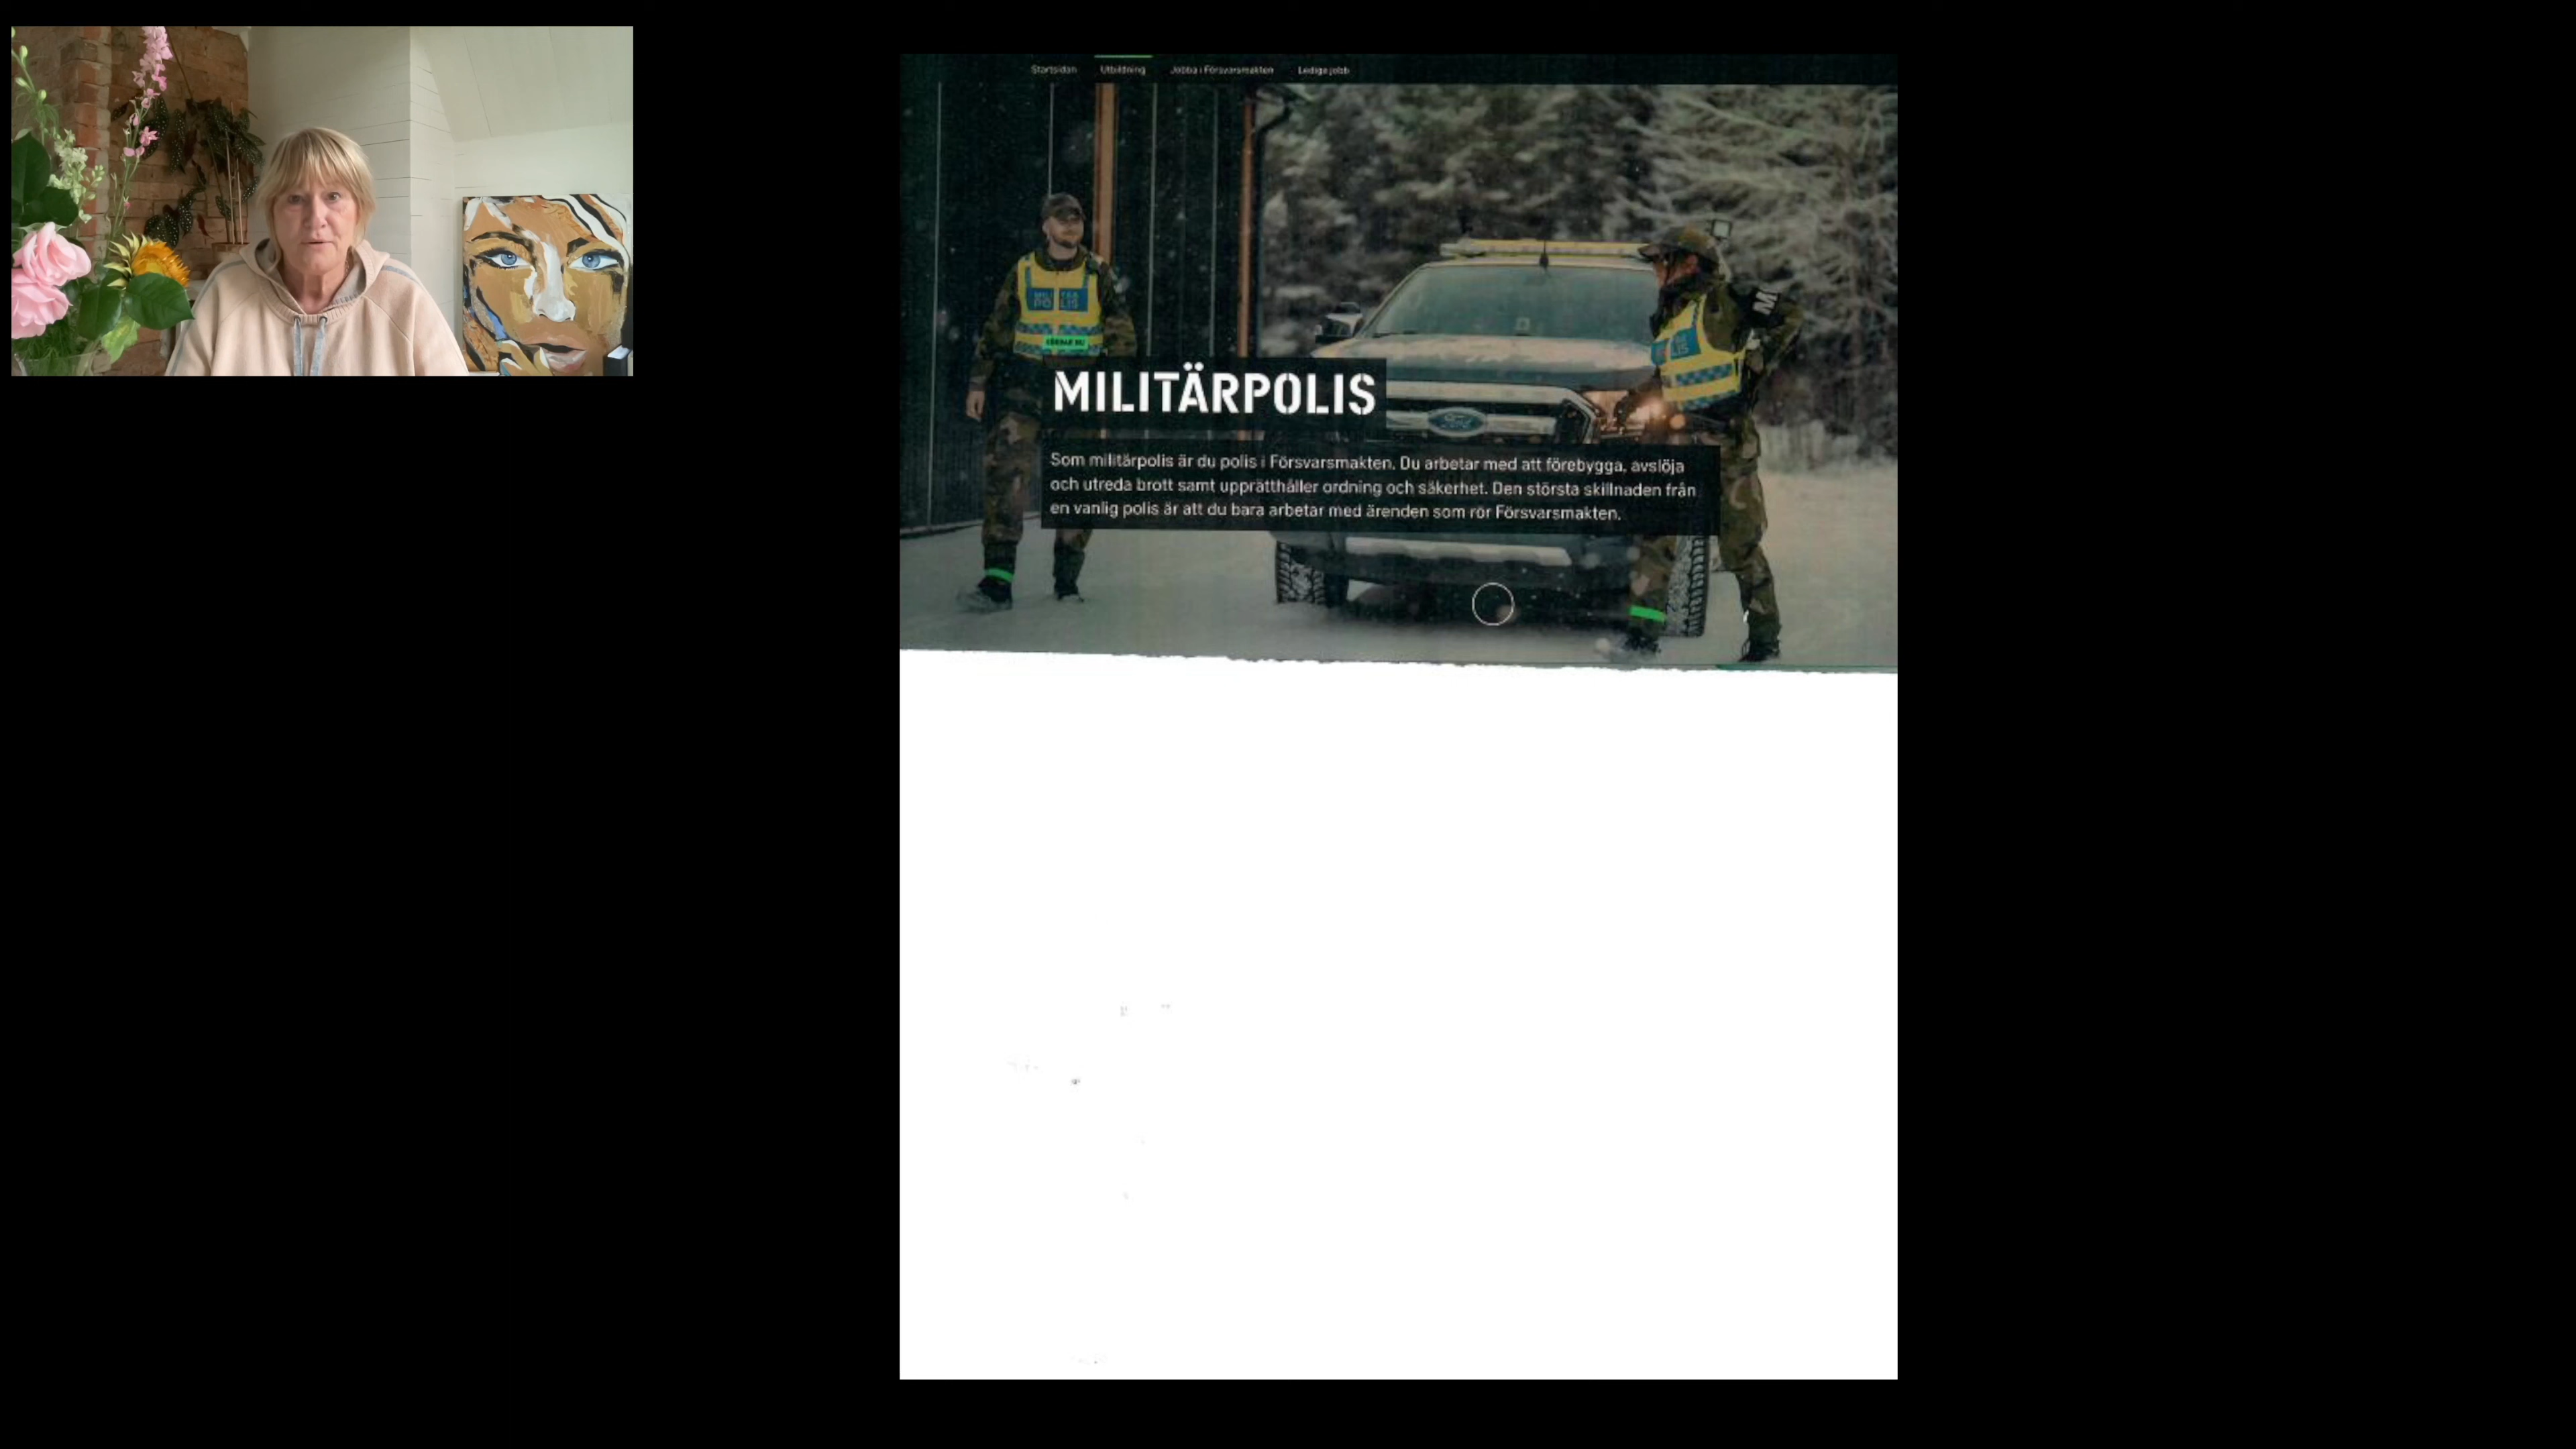 Startsidan Utbildning Jobba i Försvarsmakten Lediga jobb
MILITÄRPOLIS
Som militärpolis är du polis i Försvarsmakten. Du arbetar med att förebygga, avslöja
och utreda brott samt upprätthåller ordning och säkerhet. Den största skillnaden från
en vanlig polis är att du bara arbetar med ärenden som rör Försvarsmakten.